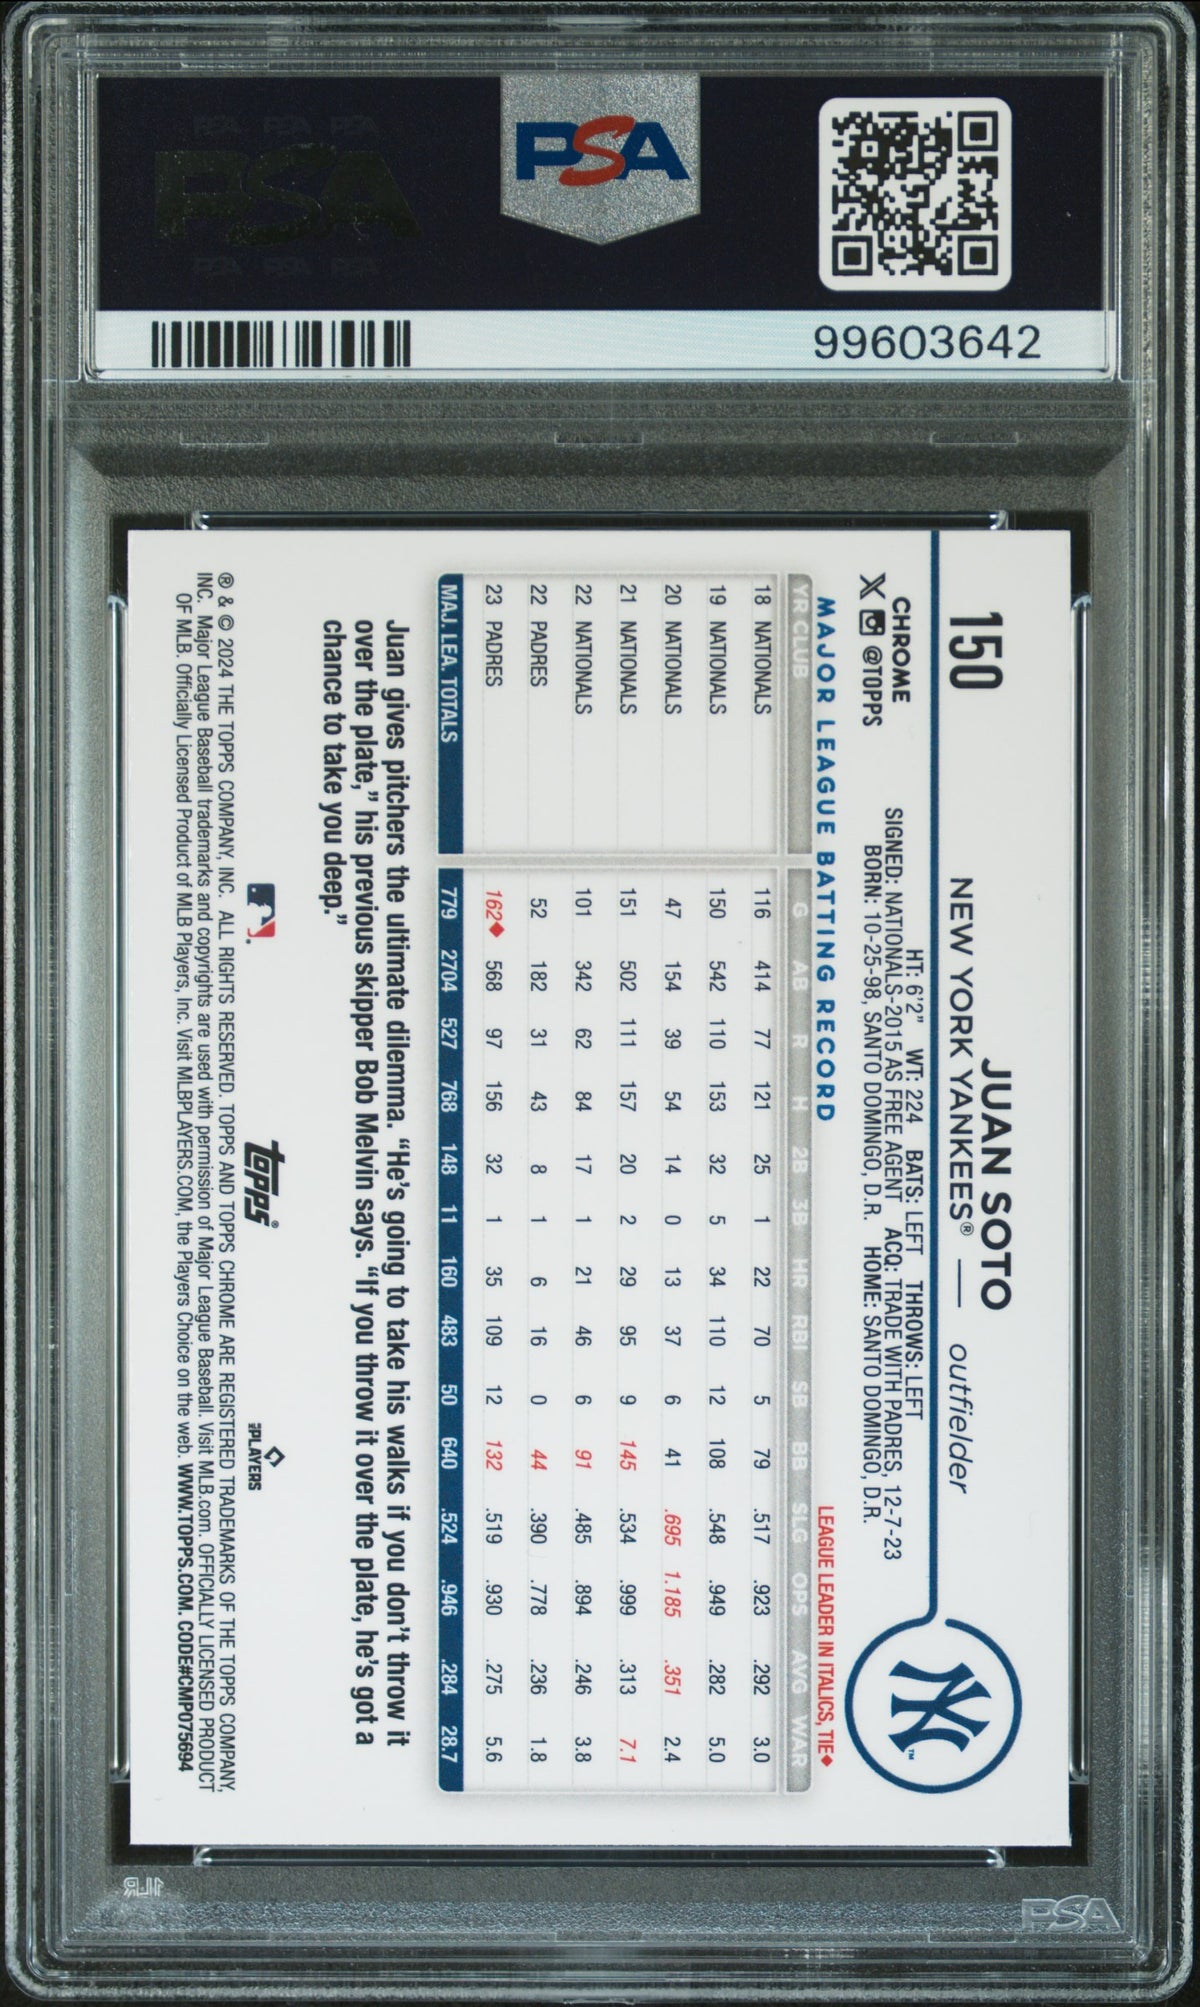 PSA PSA PSA
PSA
PSA PSA PSA
PSA
99603642
150
JUAN SOTO
NEW YORK YANKEES® — outfielder
CHROME
X @TOPPS
HT: 6'2" WT: 224 BATS: LEFT THROWS: LEFT
SIGNED: NATIONALS-2015 AS FREE AGENT ACQ: TRADE WITH PADRES, 12-7-23
BORN: 10-25-98, SANTO DOMINGO, D.R. HOME: SANTO DOMINGO, D.R.
NY™
MAJOR LEAGUE BATTING RECORD
LEAGUE LEADER IN ITALICS, TIE♦
YR CLUB G AB R H 2B 3B HR RBI SB BB SLG OPS AVG WAR
18 NATIONALS 116 414 77 121 25 1 22 70 5 79 .517 .923 .292 3.0
19 NATIONALS 150 542 110 153 32 5 34 110 12 108 .548 .949 .282 5.0
20 NATIONALS 47 154 39 54 14 0 13 37 6 41 .695 1.185 .351 2.4
21 NATIONALS 151 502 111 157 20 2 29 95 9 145 .534 .999 .313 7.1
22 NATIONALS 101 342 62 84 17 1 21 46 6 91 .485 .894 .246 3.8
22 PADRES 52 182 31 43 8 1 6 16 0 44 .390 .778 .236 1.8
23 PADRES 162♦ 568 97 156 32 1 35 109 12 132 .519 .930 .275 5.6
MAJ. LEA. TOTALS 779 2704 527 768 148 11 160 483 50 640 .524 .946 .284 28.7
Juan gives pitchers the ultimate dilemma. "He's going to take his walks if you don't throw it
over the plate," his previous skipper Bob Melvin says. "If you throw it over the plate, he's got a
chance to take you deep."
topps®
PLAYERS
® & © 2024 THE TOPPS COMPANY, INC. ALL RIGHTS RESERVED. TOPPS AND TOPPS CHROME ARE REGISTERED TRADEMARKS OF THE TOPPS COMPANY,
INC. Major League Baseball trademarks and copyrights are used with permission of Major League Baseball. Visit MLB.com. OFFICIALLY LICENSED PRODUCT
OF MLB. Officially Licensed Product of MLB Players, Inc. Visit MLBPLAYERS.COM, the Players Choice on the web. WWW.TOPPS.COM. CODE#CMP075694
PSA